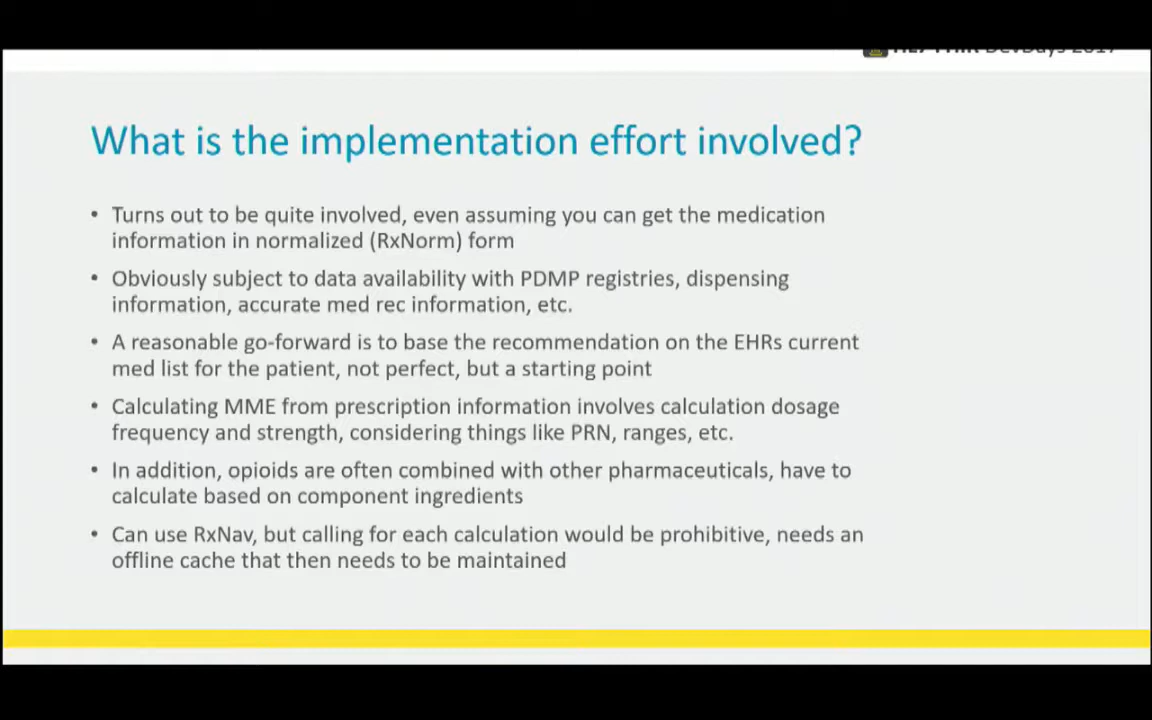 DevDays 2017
What is the implementation effort involved?
• Turns out to be quite involved, even assuming you can get the medication
information in normalized (RxNorm) form
• Obviously subject to data availability with PDMP registries, dispensing
information, accurate med rec information, etc.
• A reasonable go-forward is to base the recommendation on the EHRs current
med list for the patient, not perfect, but a starting point
• Calculating MME from prescription information involves calculation dosage
frequency and strength, considering things like PRN, ranges, etc.
• In addition, opioids are often combined with other pharmaceuticals, have to
calculate based on component ingredients
• Can use RxNav, but calling for each calculation would be prohibitive, needs an
offline cache that then needs to be maintained